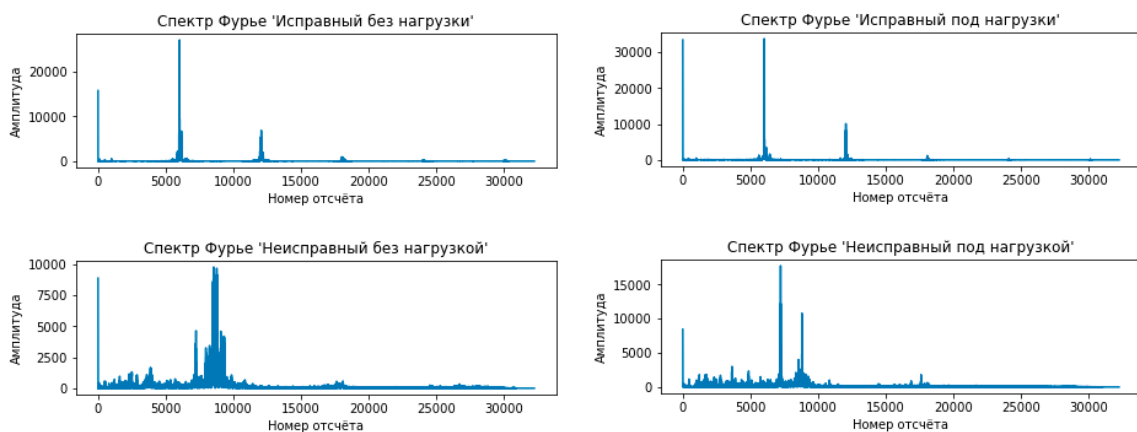 Спектр Фурье 'Исправный без нагрузки'
Амплитуда
20000
10000
0
0 5000 10000 15000 20000 25000 30000
Номер отсчёта
Спектр Фурье 'Исправный под нагрузки'
Амплитуда
30000
20000
10000
0
0 5000 10000 15000 20000 25000 30000
Номер отсчёта
Спектр Фурье 'Неисправный без нагрузкой'
Амплитуда
10000
7500
5000
2500
0
0 5000 10000 15000 20000 25000 30000
Номер отсчёта
Спектр Фурье 'Неисправный под нагрузкой'
Амплитуда
15000
10000
5000
0
0 5000 10000 15000 20000 25000 30000
Номер отсчёта